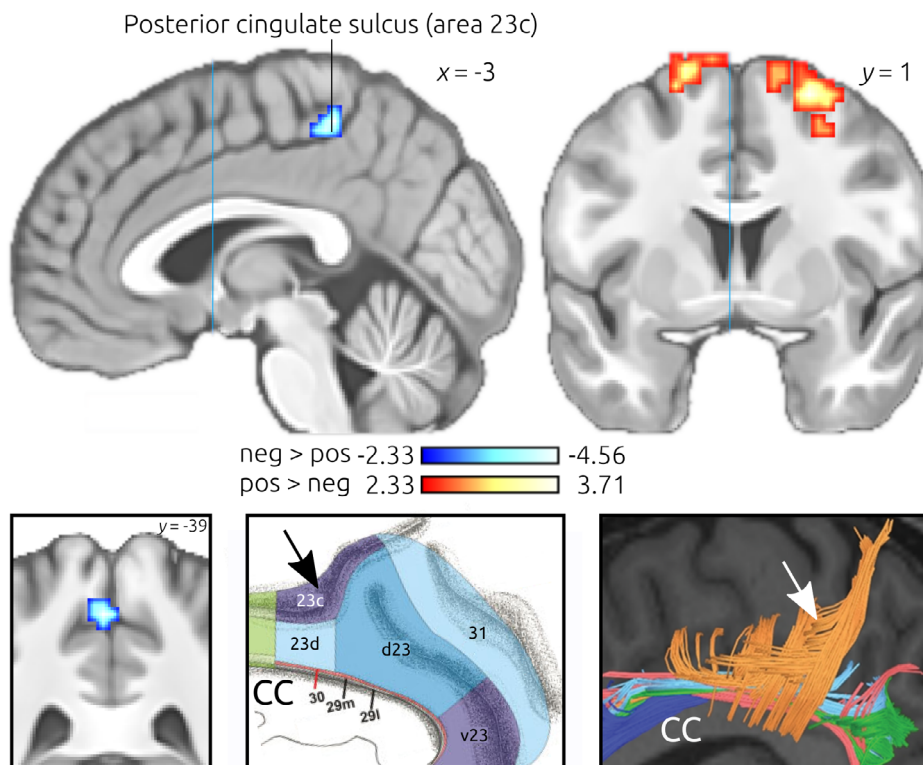 Posterior cingulate sulcus (area 23c)
x = -3
y = 1
neg > pos -2.33 -4.56
pos > neg 2.33 3.71
y = -39
23c
23d
d23
31
CC
30
29m
29l
v23
CC